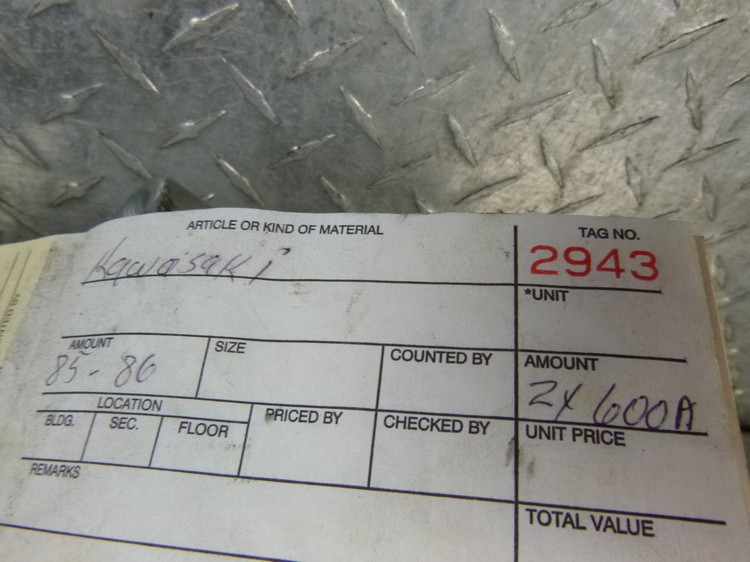 ARTICLE OR KIND OF MATERIAL
Kawasaki
TAG NO.
2943
*UNIT
AMOUNT
85-86
SIZE
COUNTED BY
AMOUNT
ZX 600A
LOCATION
BLDG.
SEC.
FLOOR
PRICED BY
CHECKED BY
UNIT PRICE
REMARKS
TOTAL VALUE